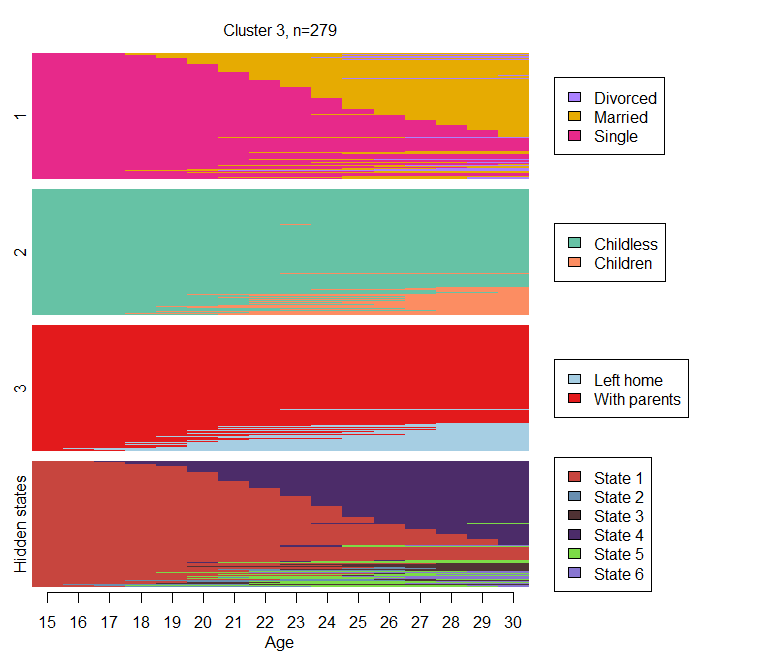 Cluster 3, n=279
1
Divorced
Married
Single
2
Childless
Children
3
Left home
With parents
Hidden states
State 1
State 2
State 3
State 4
State 5
State 6
15 16 17 18 19 20 21 22 23 24 25 26 27 28 29 30
Age